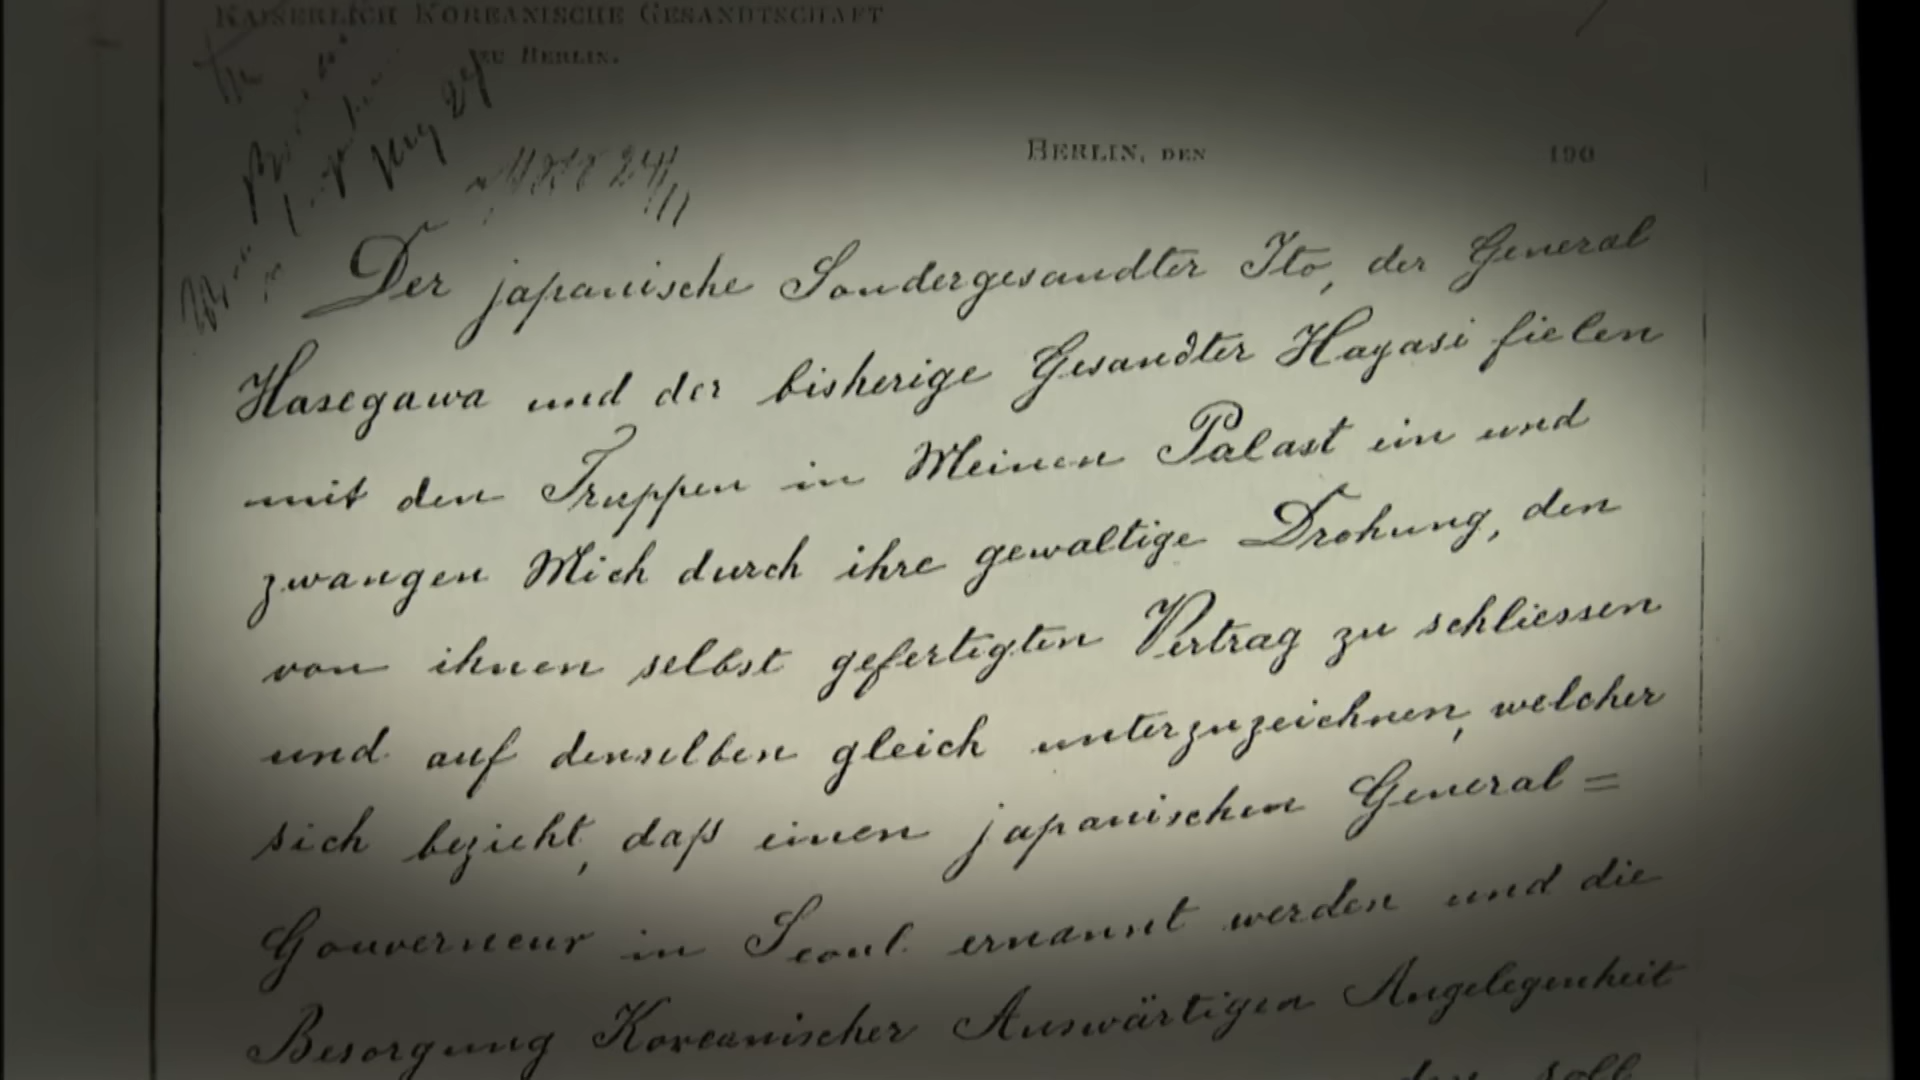 KAISERLICH KOREANISCHE GESANDTSCHAFT
ZU BERLIN.
BERLIN, DEN 190
Der japanische Sondergesandter Ito, der General
Hasegawa und der bisherige Gesandter Hayasi fielen
mit den Truppen in Meinen Palast ein und
zwangen Mich durch ihre gewaltige Drohung, den
von ihnen selbst gefertigten Vertrag zu schliessen
und auf denselben gleich unterzuzeichnen, welcher
sich bezieht, daß einen japanischen General=
Gouverneur in Seoul ernannt werden und die
Besorgung Koreanischer Auswärtigen Angelegenheit
soll